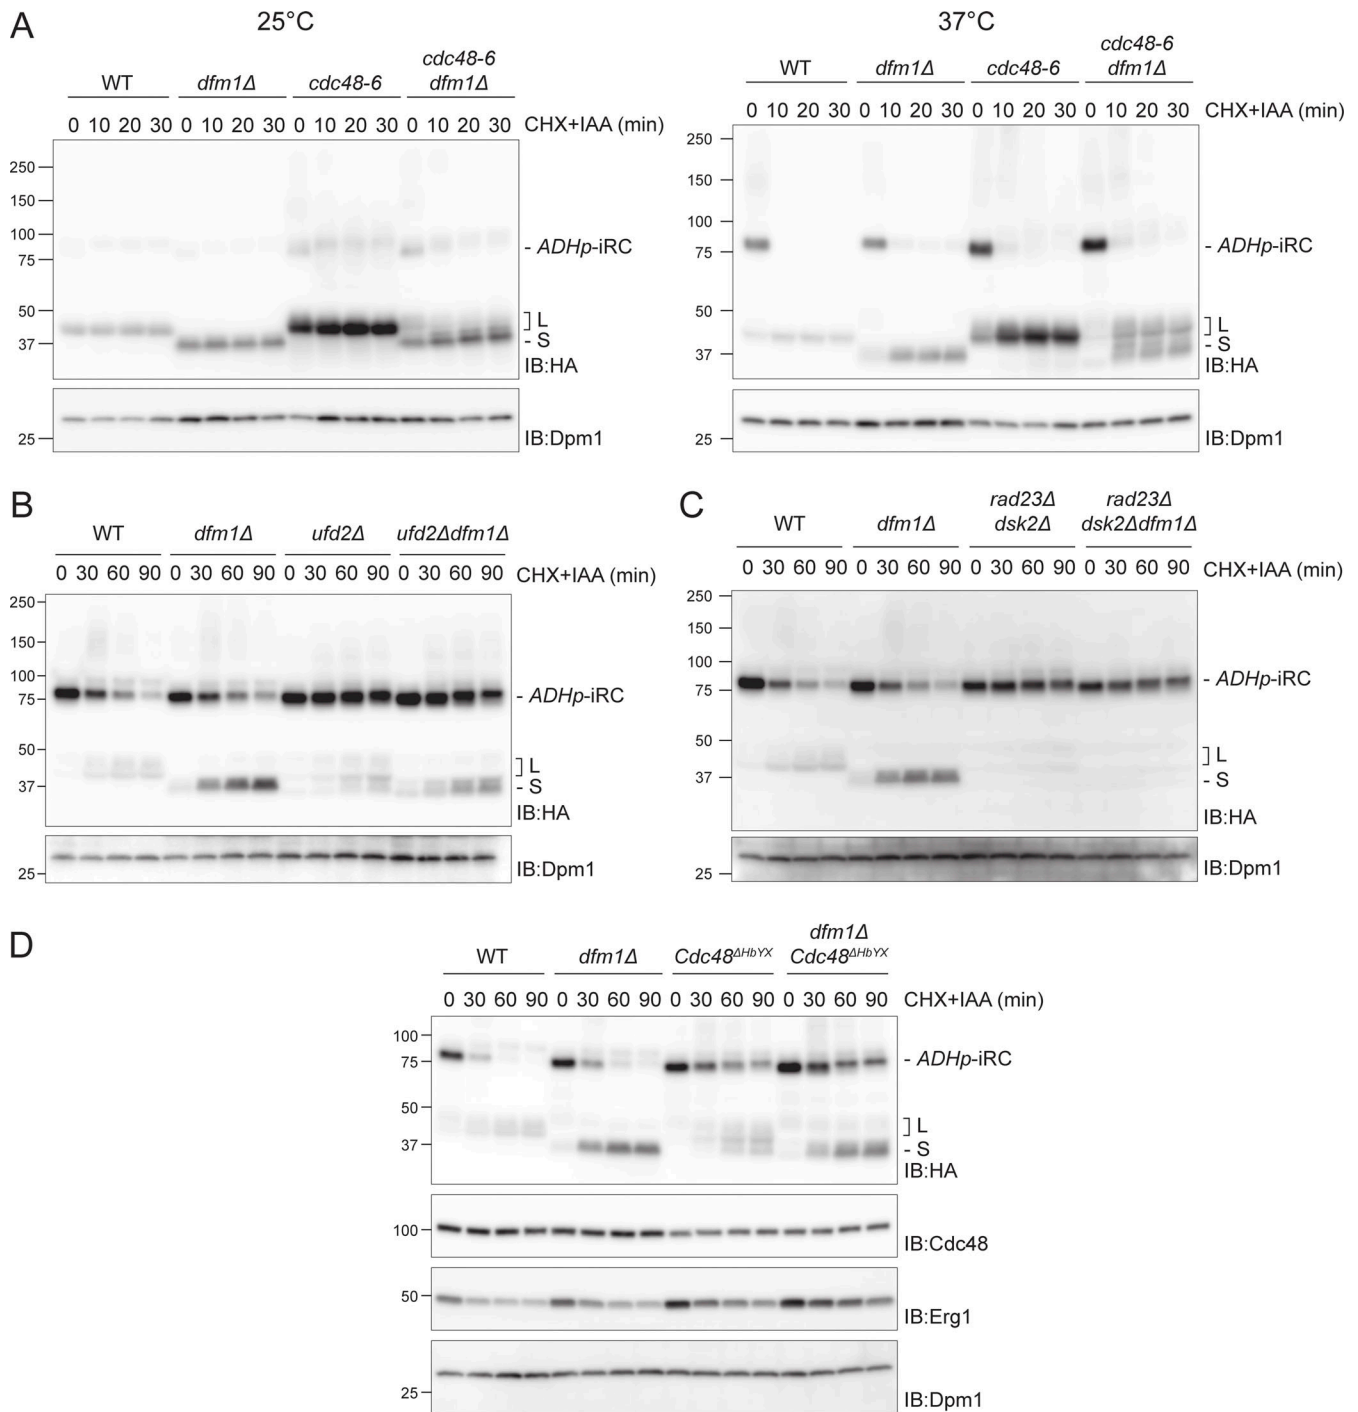 A
25°C
37°C
WT dfm1Δ cdc48-6 cdc48-6 dfm1Δ
0 10 20 30 0 10 20 30 0 10 20 30 0 10 20 30 CHX+IAA (min)
250
150
100
75
50
37
- ADHp-iRC
] L
- S
IB:HA
25
IB:Dpm1
WT dfm1Δ cdc48-6 cdc48-6 dfm1Δ
0 10 20 30 0 10 20 30 0 10 20 30 0 10 20 30 CHX+IAA (min)
250
150
100
75
50
37
- ADHp-iRC
] L
- S
IB:HA
25
IB:Dpm1
B
WT dfm1Δ ufd2Δ ufd2Δdfm1Δ
0 30 60 90 0 30 60 90 0 30 60 90 0 30 60 90 CHX+IAA (min)
250
150
100
75
50
37
- ADHp-iRC
] L
- S
IB:HA
25
IB:Dpm1
C
WT dfm1Δ rad23Δ dsk2Δ rad23Δ dsk2Δdfm1Δ
0 30 60 90 0 30 60 90 0 30 60 90 0 30 60 90 CHX+IAA (min)
250
150
100
75
50
37
- ADHp-iRC
] L
- S
IB:HA
25
IB:Dpm1
D
WT dfm1Δ Cdc48ΔHbYX dfm1Δ Cdc48ΔHbYX
0 30 60 90 0 30 60 90 0 30 60 90 0 30 60 90 CHX+IAA (min)
100
75
50
37
- ADHp-iRC
] L
- S
IB:HA
100
IB:Cdc48
50
IB:Erg1
25
IB:Dpm1